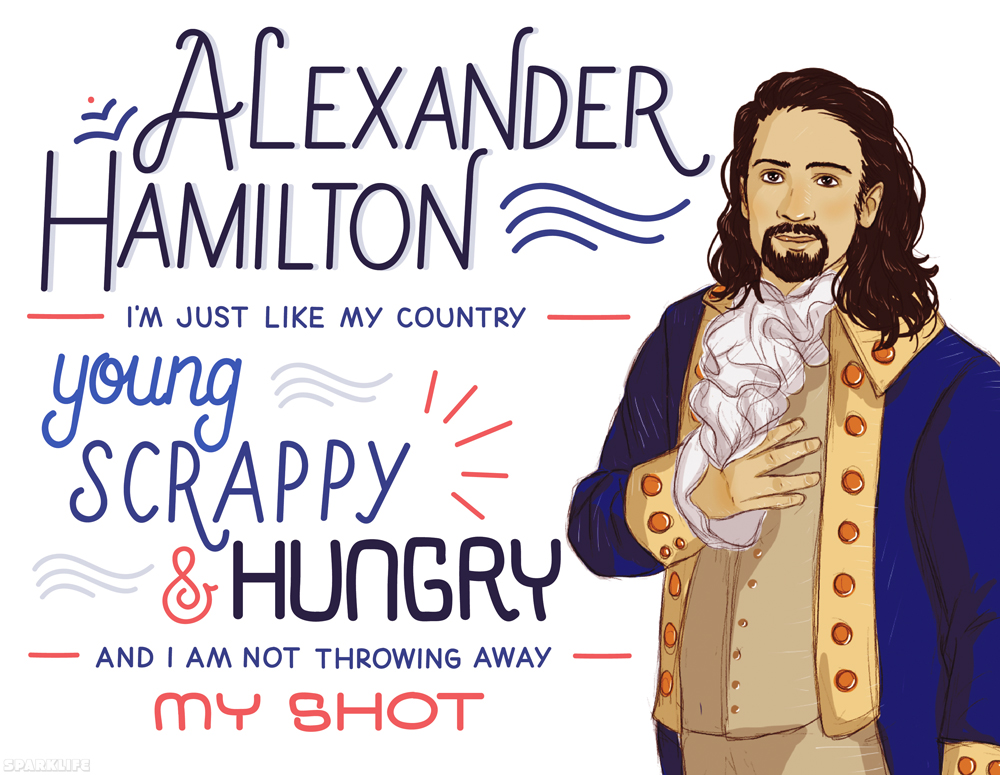 ALEXANDER
HAMILTON
I'M JUST LIKE MY COUNTRY
young
SCRAPPY
& HUNGRY
AND I AM NOT THROWING AWAY
MY SHOT
SPARKLIFE